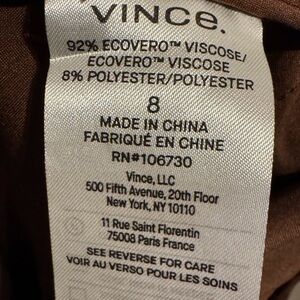 VINCE.
92% ECOVERO™ VISCOSE/
ECOVERO™ VISCOSE
8% POLYESTER/POLYESTER
8
MADE IN CHINA
FABRIQUÉ EN CHINE
RN#106730
Vince, LLC
500 Fifth Avenue, 20th Floor
New York, NY 10110
11 Rue Saint Florentin
75008 Paris France
SEE REVERSE FOR CARE
VOIR AU VERSO POUR LES SOINS